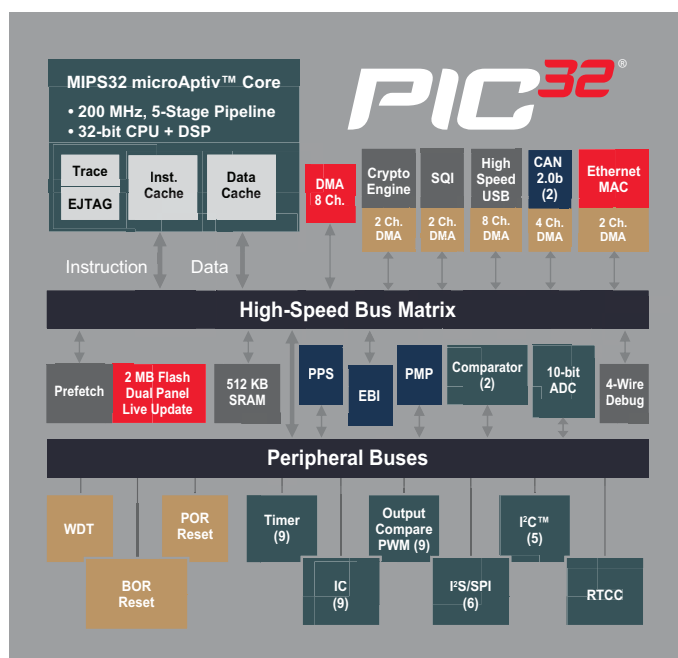 MIPS32 microAptiv™ Core
• 200 MHz, 5-Stage Pipeline
• 32-bit CPU + DSP
Trace
EJTAG
Inst.
Cache
Data
Cache
PIC32®
DMA
8 Ch.
Crypto
Engine
2 Ch.
DMA
SQI
2 Ch.
DMA
High
Speed
USB
8 Ch.
DMA
CAN
2.0b
(2)
4 Ch.
DMA
Ethernet
MAC
2 Ch.
DMA
Instruction
Data
High-Speed Bus Matrix
Prefetch
2 MB Flash
Dual Panel
Live Update
512 KB
SRAM
PPS
EBI
PMP
Comparator
(2)
10-bit
ADC
4-Wire
Debug
Peripheral Buses
WDT
BOR
Reset
POR
Reset
Timer
(9)
IC
(9)
Output
Compare
PWM (9)
I²S/SPI
(6)
I²C™
(5)
RTCC